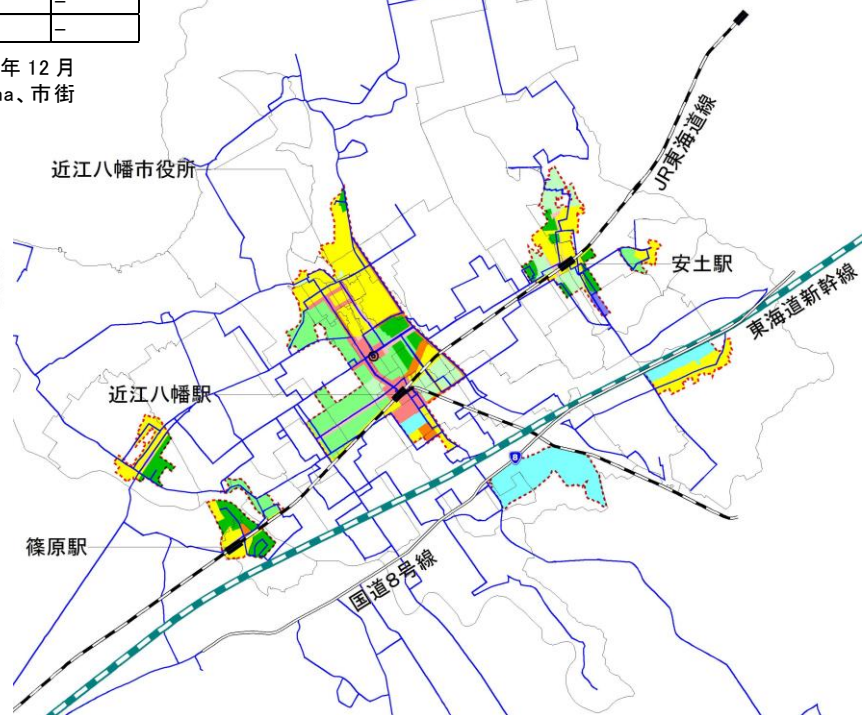 –
–
年 12 月
ha、市街
近江八幡市役所
JR東海道線
安土駅
東海道新幹線
近江八幡駅
8
篠原駅
国道8号線